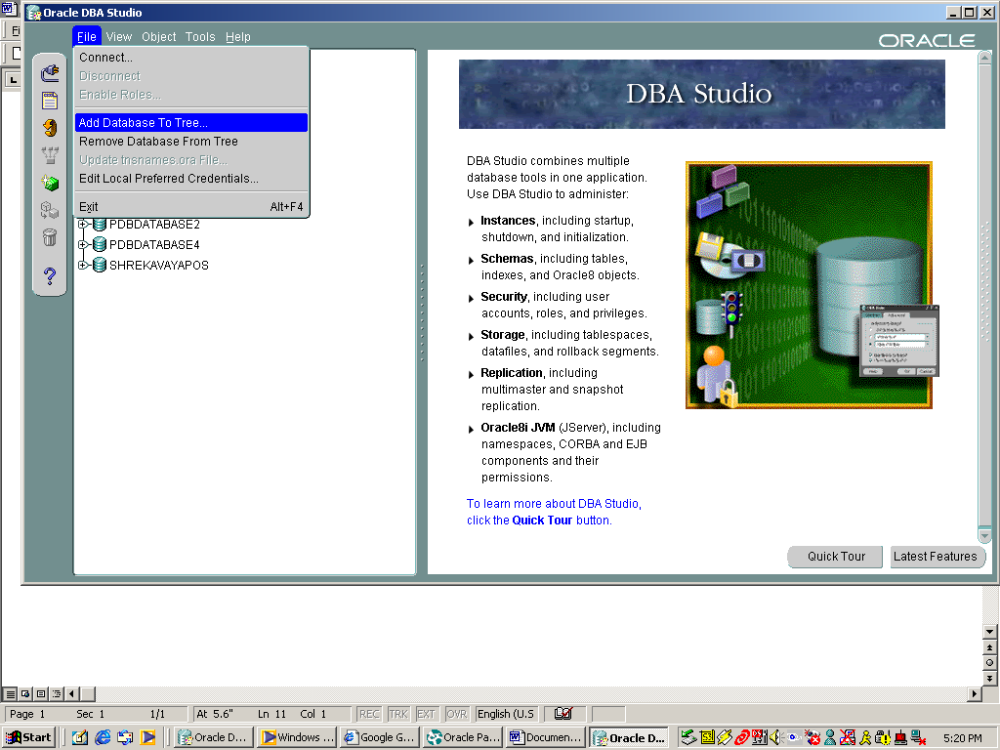 Oracle DBA Studio
File View Object Tools Help
ORACLE
Connect...
Disconnect
Enable Roles...
Add Database To Tree...
Remove Database From Tree
Update tnsnames.ora File...
Edit Local Preferred Credentials...
Exit Alt+F4
PDBDATABASE2
PDBDATABASE4
SHREKAVAYAPOS
DBA Studio
DBA Studio combines multiple
database tools in one application.
Use DBA Studio to administer:
Instances, including startup,
shutdown, and initialization.
Schemas, including tables,
indexes, and Oracle8 objects.
Security, including user
accounts, roles, and privileges.
Storage, including tablespaces,
datafiles, and rollback segments.
Replication, including
multimaster and snapshot
replication.
Oracle8i JVM (JServer), including
namespaces, CORBA and EJB
components and their
permissions.
To learn more about DBA Studio,
click the Quick Tour button.
Quick Tour Latest Features
Page 1 Sec 1 1/1 At 5.6" Ln 11 Col 1 REC TRK EXT OVR English (U.S
Start Oracle D... Windows ... Google G... Oracle Pa... Documen... Oracle D... 5:20 PM